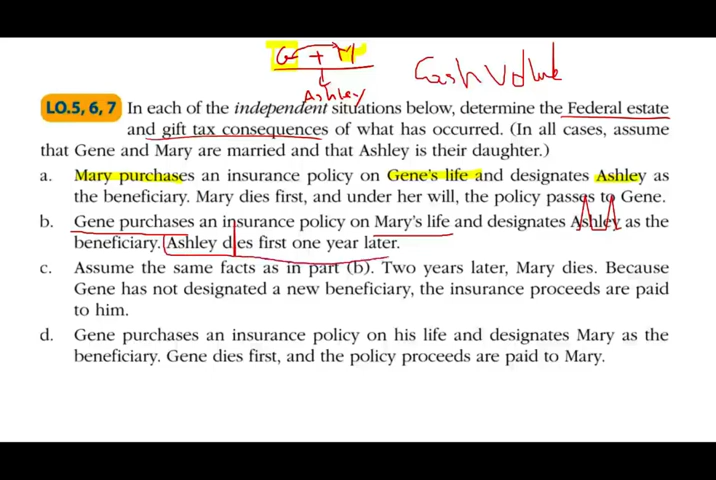 G + M
Ashley
Cash Value
LO.5, 6, 7 In each of the independent situations below, determine the Federal estate
and gift tax consequences of what has occurred. (In all cases, assume
that Gene and Mary are married and that Ashley is their daughter.)
a. Mary purchases an insurance policy on Gene's life and designates Ashley as
the beneficiary. Mary dies first, and under her will, the policy passes to Gene.
b. Gene purchases an insurance policy on Mary's life and designates Ashley as the
beneficiary. Ashley dies first one year later.
c. Assume the same facts as in part (b). Two years later, Mary dies. Because
Gene has not designated a new beneficiary, the insurance proceeds are paid
to him.
d. Gene purchases an insurance policy on his life and designates Mary as the
beneficiary. Gene dies first, and the policy proceeds are paid to Mary.